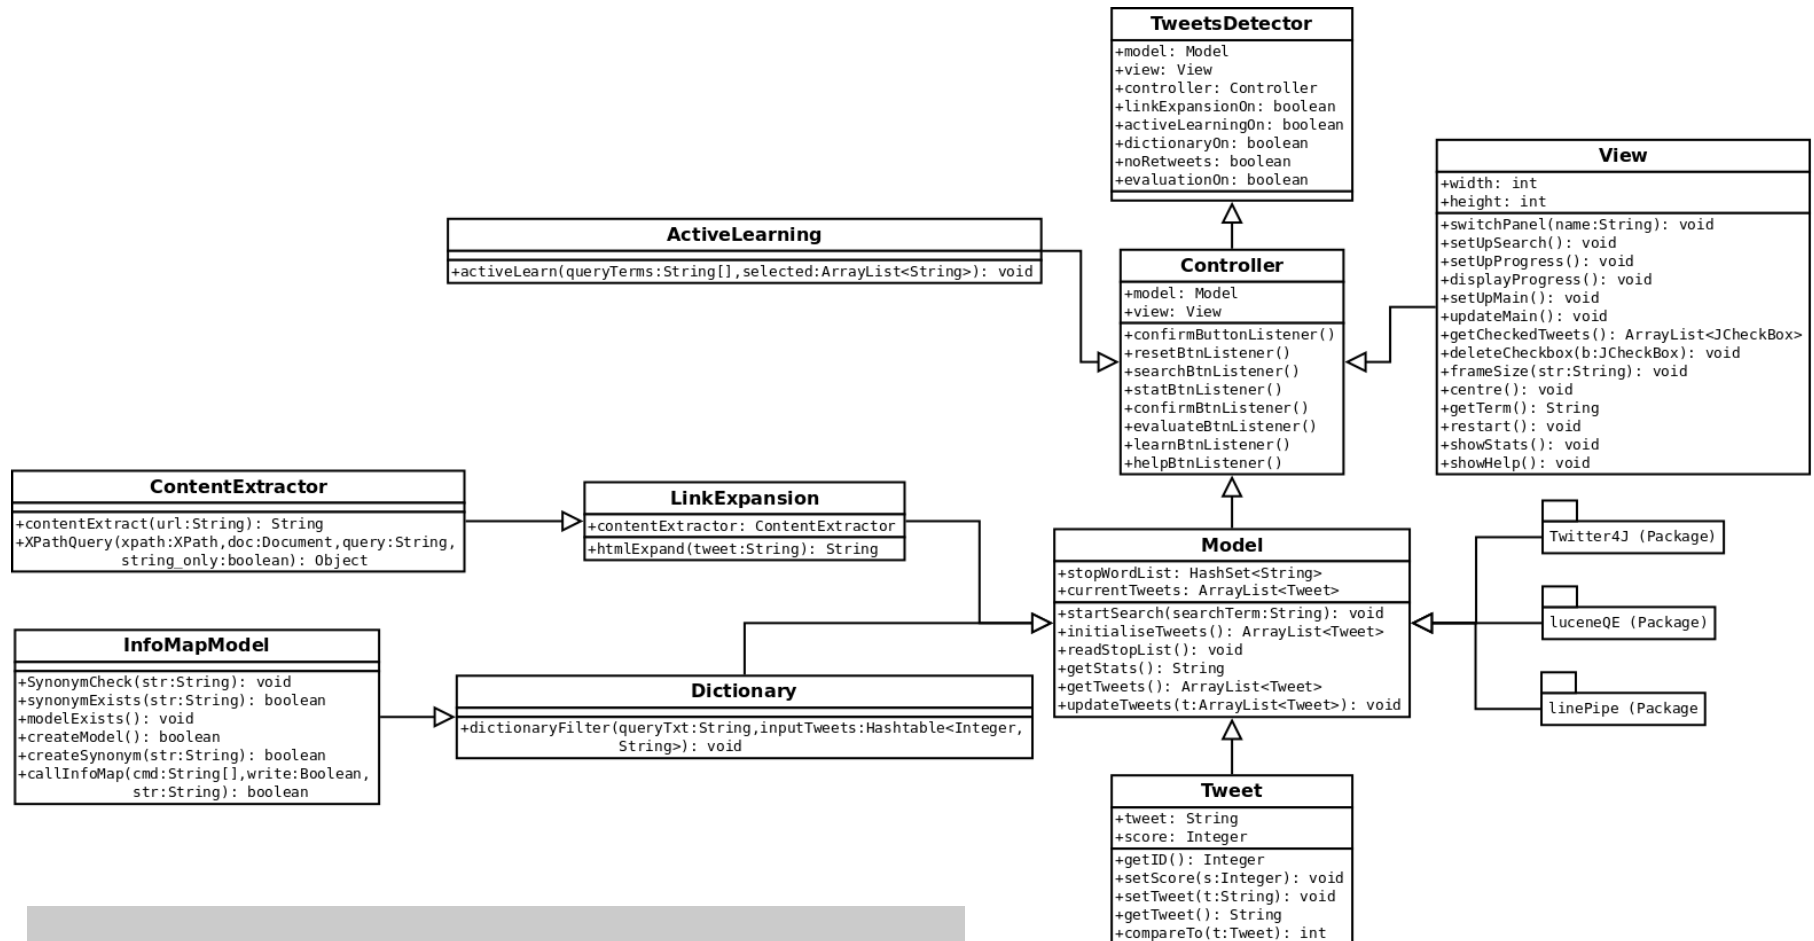 TweetsDetector
+model: Model
+view: View
+controller: Controller
+linkExpansionOn: boolean
+activeLearningOn: boolean
+dictionaryOn: boolean
+noRetweets: boolean
+evaluationOn: boolean
View
+width: int
+height: int
+switchPanel(name:String): void
+setUpSearch(): void
+setUpProgress(): void
+displayProgress(): void
+setUpMain(): void
+updateMain(): void
+getCheckedTweets(): ArrayList<JCheckBox>
+deleteCheckbox(b:JCheckBox): void
+frameSize(str:String): void
+centre(): void
+getTerm(): String
+restart(): void
+showStats(): void
+showHelp(): void
ActiveLearning
+activeLearn(queryTerms:String[],selected:ArrayList<String>): void
Controller
+model: Model
+view: View
+confirmButtonListener()
+resetBtnListener()
+searchBtnListener()
+statBtnListener()
+confirmBtnListener()
+evaluateBtnListener()
+learnBtnListener()
+helpBtnListener()
ContentExtractor
+contentExtract(url:String): String
+XPathQuery(xpath:XPath,doc:Document,query:String,
string_only:boolean): Object
LinkExpansion
+contentExtractor: ContentExtractor
+htmlExpand(tweet:String): String
Model
+stopWordList: HashSet<String>
+currentTweets: ArrayList<Tweet>
+startSearch(searchTerm:String): void
+initialiseTweets(): ArrayList<Tweet>
+readStopList(): void
+getStats(): String
+getTweets(): ArrayList<Tweet>
+updateTweets(t:ArrayList<Tweet>): void
Twitter4J (Package)
luceneQE (Package)
linePipe (Package
InfoMapModel
+SynonymCheck(str:String): void
+synonymExists(str:String): boolean
+modelExists(): void
+createModel(): boolean
+createSynonym(str:String): boolean
+callInfoMap(cmd:String[],write:Boolean,
str:String): boolean
Dictionary
+dictionaryFilter(queryTxt:String,inputTweets:Hashtable<Integer,
String>): void
Tweet
+tweet: String
+score: Integer
+getID(): Integer
+setScore(s:Integer): void
+setTweet(t:String): void
+getTweet(): String
+compareTo(t:Tweet): int